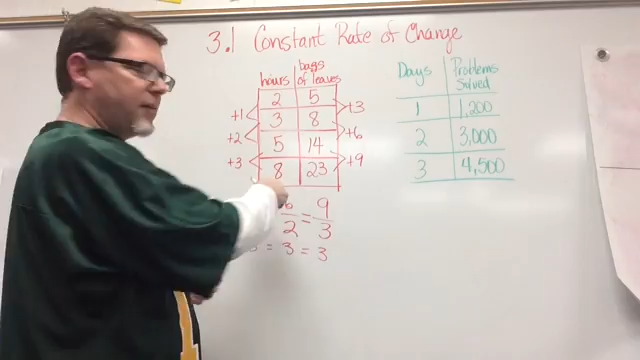 3.1 Constant Rate of Change
hours bags of leaves
2 5
3 8
5 14
8 23
+1 +3
+2 +6
+3 +9
2 = 9/3
= 3 = 3
Days Problems Solved
1 1,200
2 3,000
3 4,500